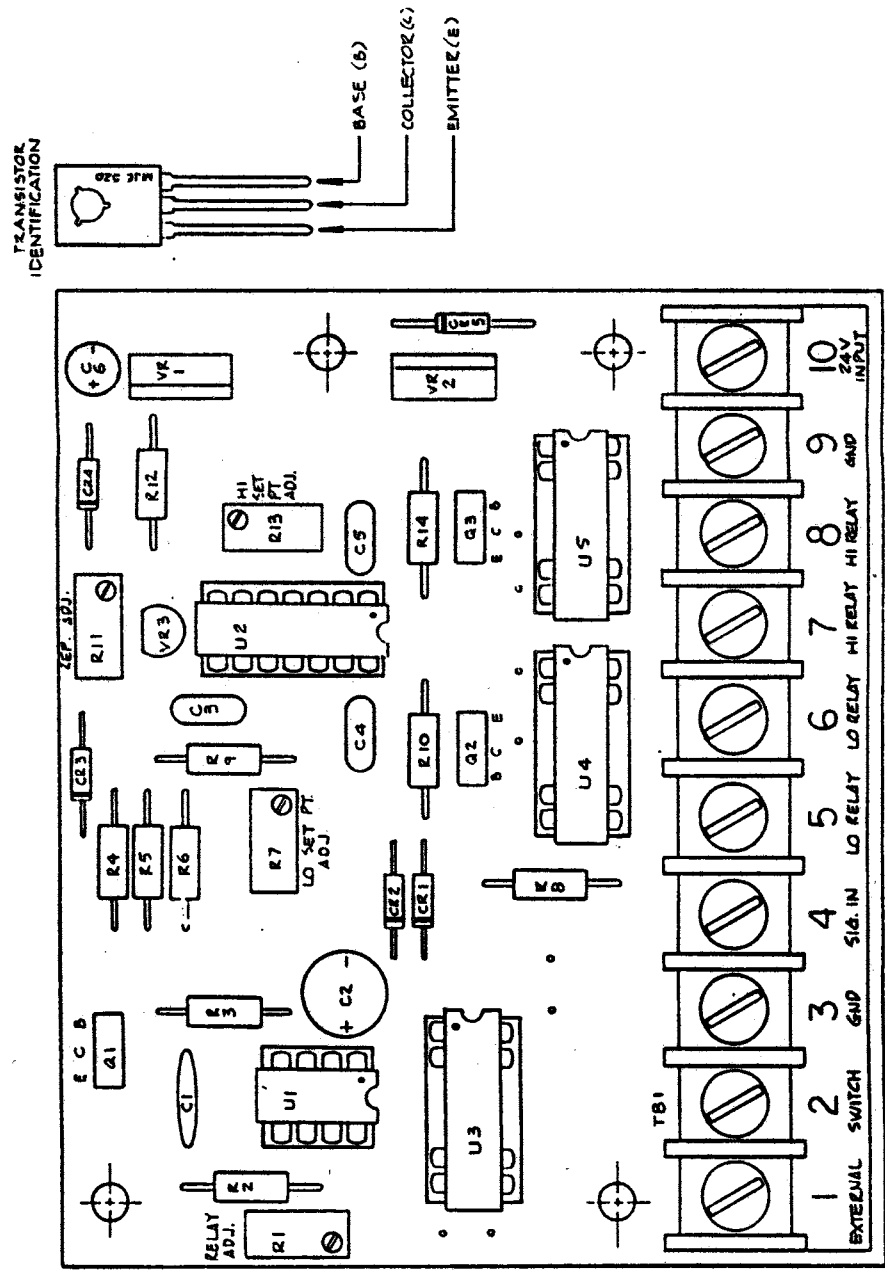 TRANSISTOR
IDENTIFICATION
MJE 520
BASE (B)
COLLECTOR (C)
EMITTER (E)
RELAY
ADJ.
R1
R2
C1
U1
R3
E C B
Q1
+ C2 -
U3
R4
R5
R6
C
CR3
R7
LO SET PT.
ADJ.
R9
C3
C4
CR2
CR1
R8
R10
Q2
B C E
U4
R11
VR3
U2
R13
HI
SET
PT
ADJ.
C5
R12
VR
1
C
6
+ -
R14
Q3
E C B
C
U5
VR
2
TB1
1
2
3
4
5
6
7
8
9
10
EXTERNAL SWITCH
GND
SIG. IN
LO RELAY
LO RELAY
HI RELAY
HI RELAY
GND
24V
INPUT